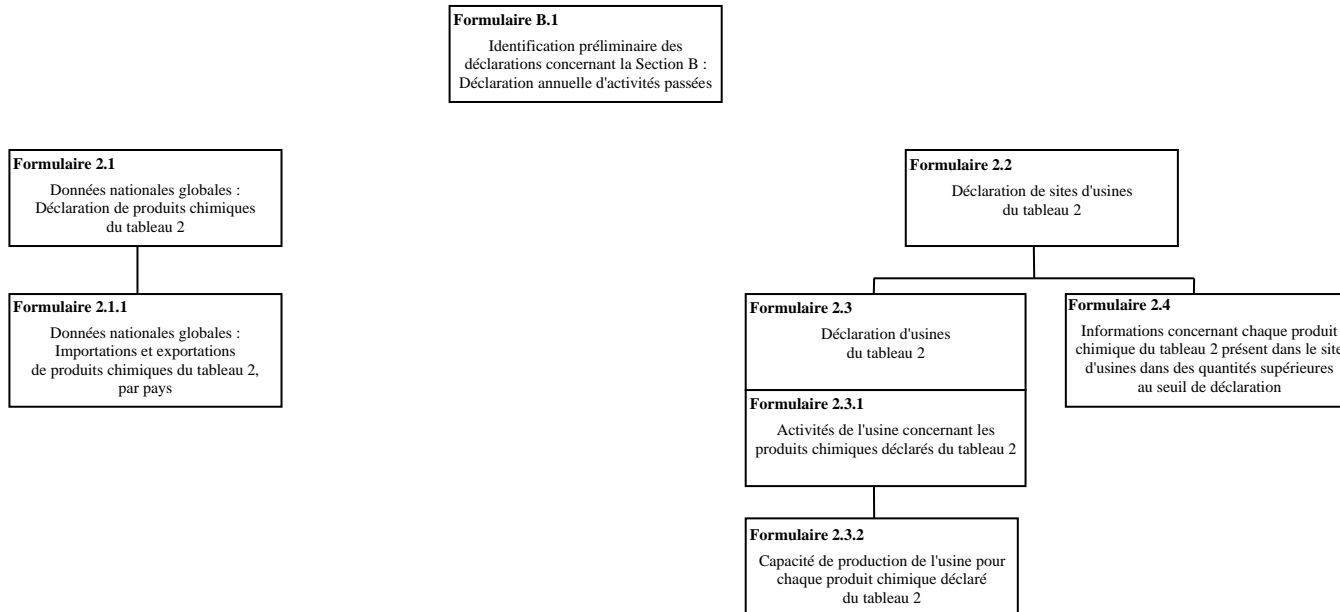 Formulaire B.1
Identification préliminaire des
déclarations concernant la Section B :
Déclaration annuelle d'activités passées
Formulaire 2.1
Données nationales globales :
Déclaration de produits chimiques
du tableau 2
Formulaire 2.2
Déclaration de sites d'usines
du tableau 2
Formulaire 2.1.1
Données nationales globales :
Importations et exportations
de produits chimiques du tableau 2,
par pays
Formulaire 2.3
Déclaration d'usines
du tableau 2
Formulaire 2.4
Informations concernant chaque produit
chimique du tableau 2 présent dans le site
d'usines dans des quantités supérieures
au seuil de déclaration
Formulaire 2.3.1
Activités de l'usine concernant les
produits chimiques déclarés du tableau 2
Formulaire 2.3.2
Capacité de production de l'usine pour
chaque produit chimique déclaré
du tableau 2